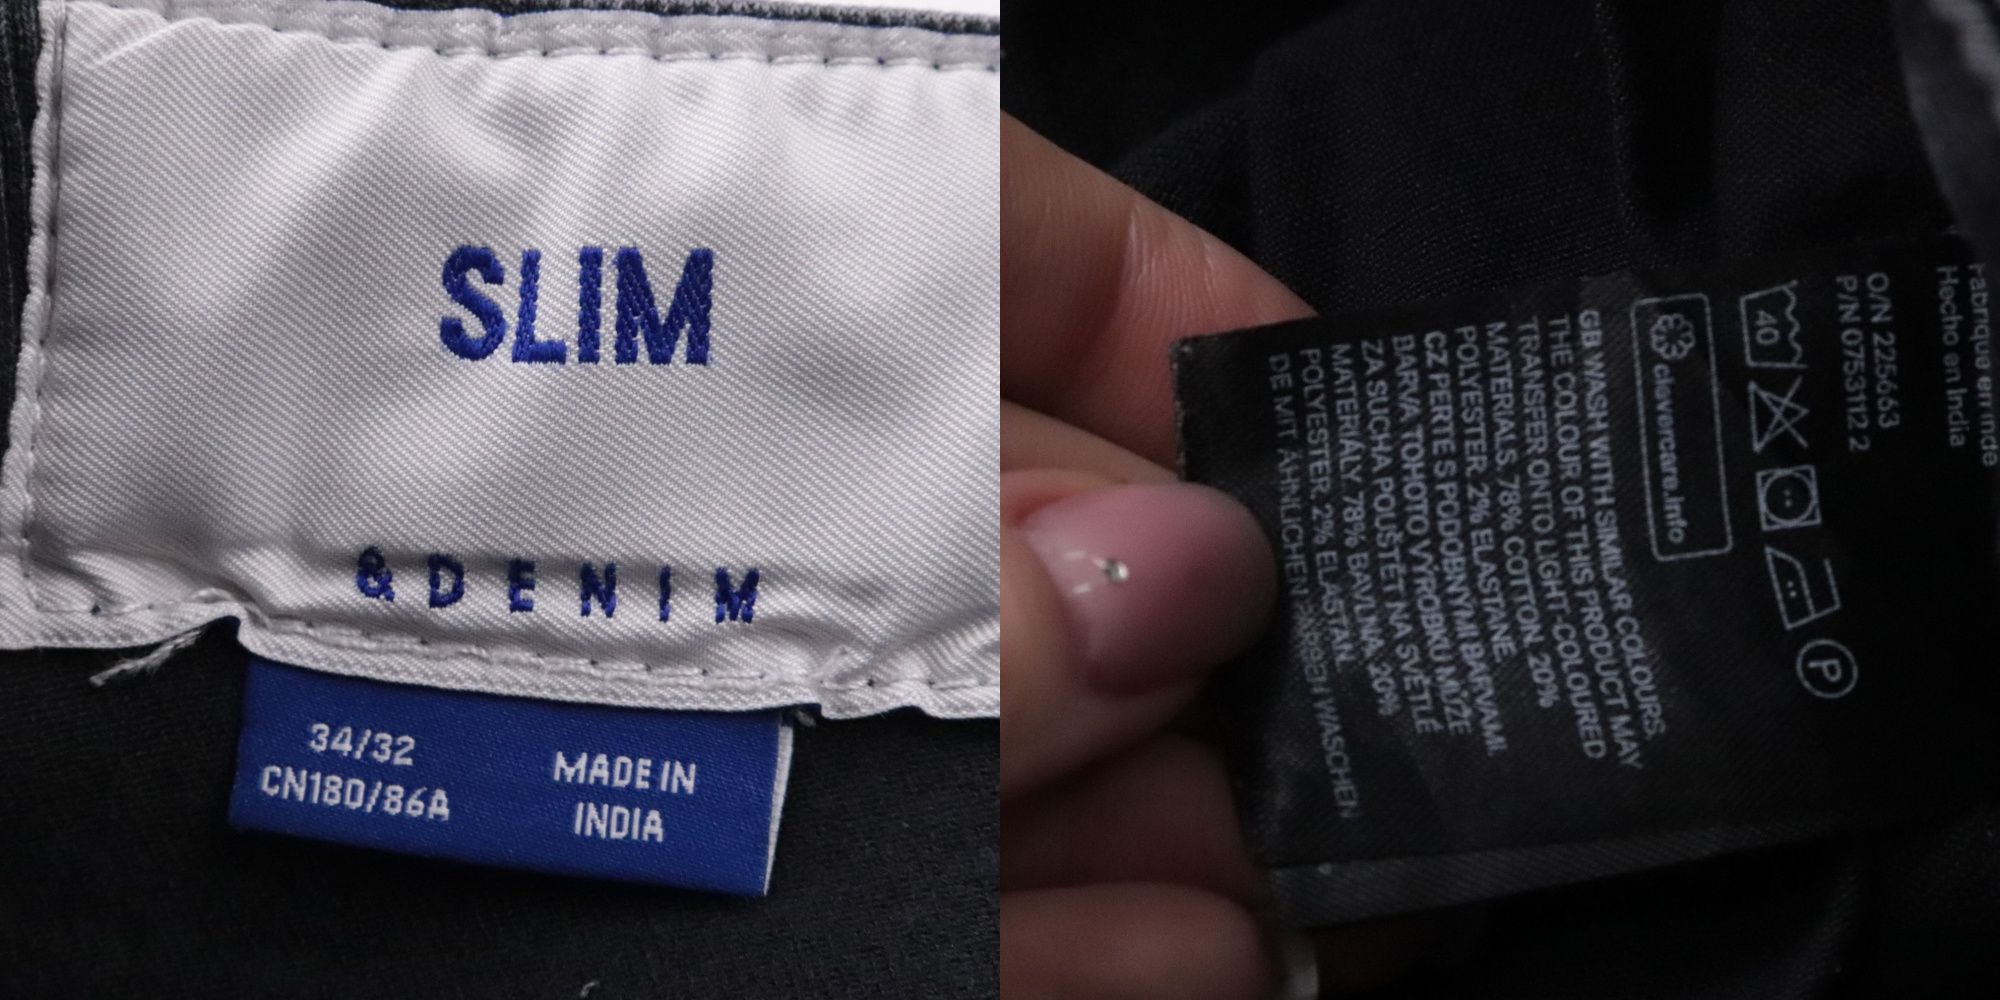 SLIM
&DENIM
34/32
CN180/86A
MADE IN
INDIA
Fabriqué en Inde
Hecho en India
O/N 225663
P/N 0753112 2
40
P
clevercare.info
GB WASH WITH SIMILAR COLOURS.
THE COLOUR OF THIS PRODUCT MAY
TRANSFER ONTO LIGHT-COLOURED
MATERIALS. 78% COTTON. 20%
POLYESTER. 2% ELASTANE.
CZ PERTE S PODOBNÝMI BARVAMI.
BARVA TOHOTO VÝROBKU MŮŽE
ZA SUCHA POUŠTĚT NA SVĚTLÉ
MATERIÁLY. 78% BAVLNA. 20%
POLYESTER. 2% ELASTAN.
DE MIT ÄHNLICHEN FARBEN WASCHEN